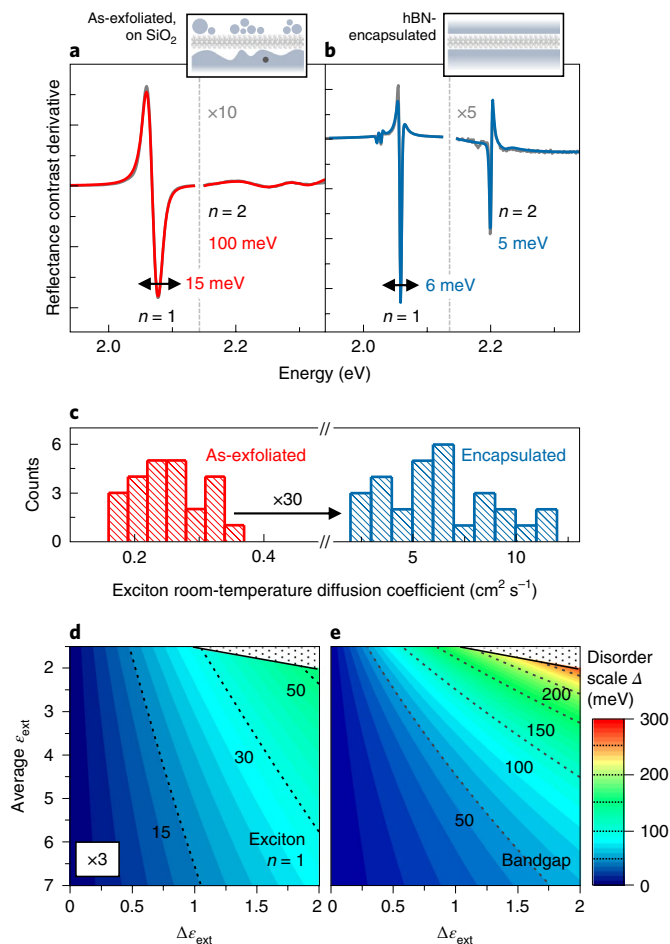 As-exfoliated,
on SiO₂
hBN-
encapsulated
a
b
×10
×5
n = 2
100 meV
15 meV
n = 1
n = 2
5 meV
6 meV
n = 1
Reflectance contrast derivative
2.0
2.2
2.0
2.2
Energy (eV)
c
As-exfoliated
Encapsulated
×30
Counts
6
3
0
0.2
0.4
5
10
Exciton room-temperature diffusion coefficient (cm² s⁻¹)
d
e
Disorder
scale Δ
(meV)
Average εext
2
3
4
5
6
7
50
30
15
Exciton
n = 1
×3
200
150
100
50
Bandgap
300
200
100
0
0
0.5
1
1.5
2
0
0.5
1
1.5
2
Δεext
Δεext